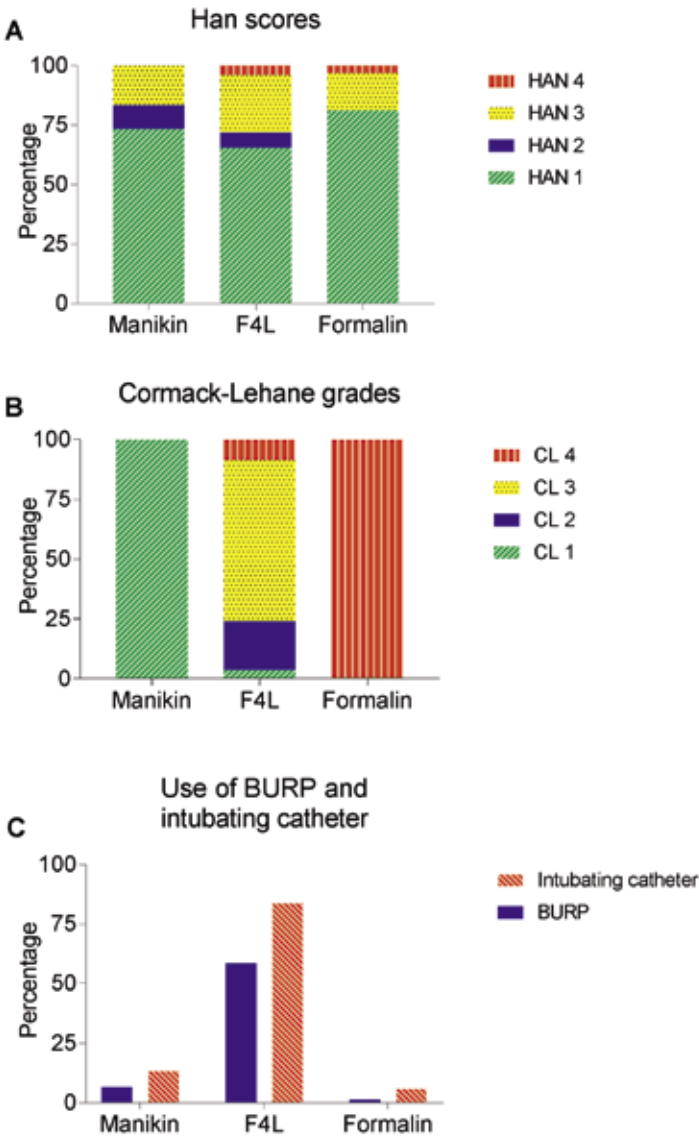 Han scores
A
100
75
50
25
0
Percentage
Manikin F4L Formalin
HAN 4
HAN 3
HAN 2
HAN 1
Cormack-Lehane grades
B
100
75
50
25
0
Percentage
Manikin F4L Formalin
CL 4
CL 3
CL 2
CL 1
Use of BURP and
intubating catheter
C
100
75
50
25
0
Percentage
Manikin F4L Formalin
Intubating catheter
BURP